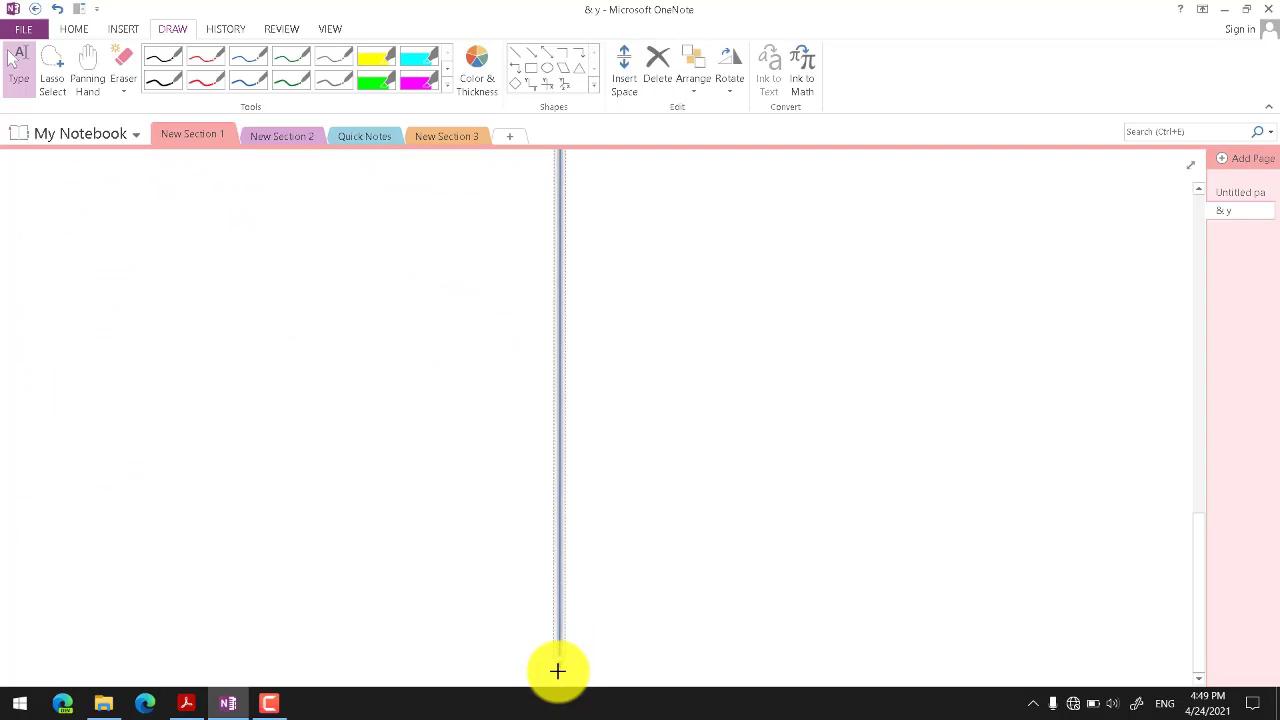 & y - Microsoft OneNote
?
Sign in
FILE HOME INSERT DRAW HISTORY REVIEW VIEW
Type
Lasso Select
Panning Hand
Eraser
Color & Thickness
Insert Space
Delete
Arrange
Rotate
Ink to Text
Ink to Math
Tools
Shapes
Edit
Convert
My Notebook
New Section 1
New Section 2
Quick Notes
New Section 3
+
Search (Ctrl+E)
Add Page
Untitled pa
& y
ENG
4:49 PM
4/24/2021